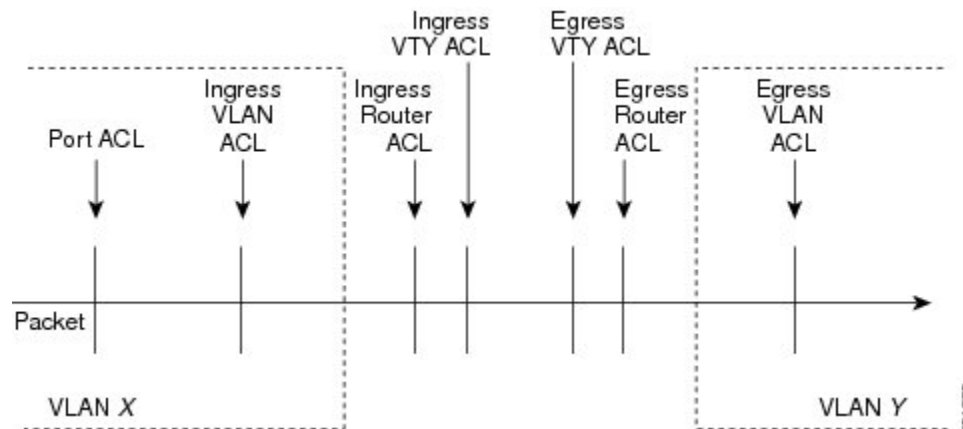 Ingress
VTY ACL
Egress
VTY ACL
Port ACL
Ingress
VLAN
ACL
Ingress
Router
ACL
Egress
Router
ACL
Egress
VLAN
ACL
Packet
VLAN X
VLAN Y